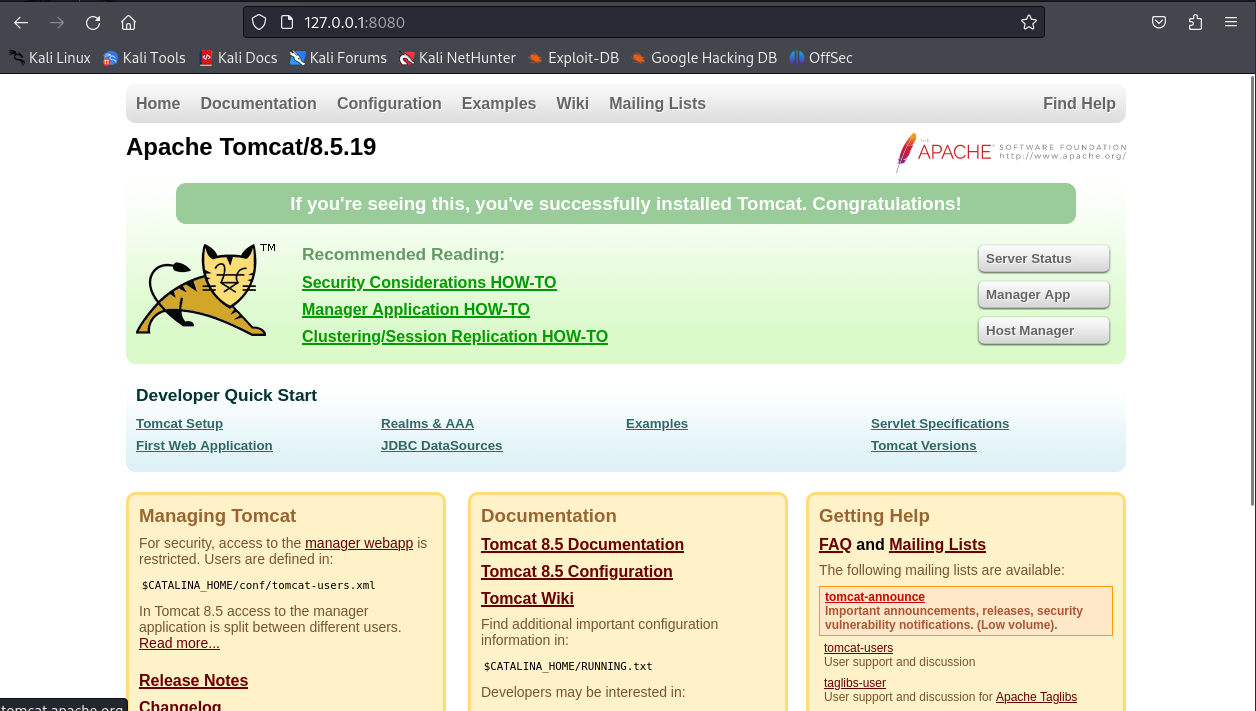 127.0.0.1:8080
Kali Linux Kali Tools Kali Docs Kali Forums Kali NetHunter Exploit-DB Google Hacking DB OffSec
Home Documentation Configuration Examples Wiki Mailing Lists Find Help
Apache Tomcat/8.5.19
THE
APACHE SOFTWARE FOUNDATION
http://www.apache.org/
If you're seeing this, you've successfully installed Tomcat. Congratulations!
TM
Recommended Reading:
Security Considerations HOW-TO
Manager Application HOW-TO
Clustering/Session Replication HOW-TO
Server Status
Manager App
Host Manager
Developer Quick Start
Tomcat Setup
First Web Application
Realms & AAA
JDBC DataSources
Examples
Servlet Specifications
Tomcat Versions
Managing Tomcat
For security, access to the manager webapp is
restricted. Users are defined in:
$CATALINA_HOME/conf/tomcat-users.xml
In Tomcat 8.5 access to the manager
application is split between different users.
Read more...
Release Notes
Changelog
Documentation
Tomcat 8.5 Documentation
Tomcat 8.5 Configuration
Tomcat Wiki
Find additional important configuration
information in:
$CATALINA_HOME/RUNNING.txt
Developers may be interested in:
Getting Help
FAQ and Mailing Lists
The following mailing lists are available:
tomcat-announce
Important announcements, releases, security
vulnerability notifications. (Low volume).
tomcat-users
User support and discussion
taglibs-user
User support and discussion for Apache Taglibs
tomcat.apache.org